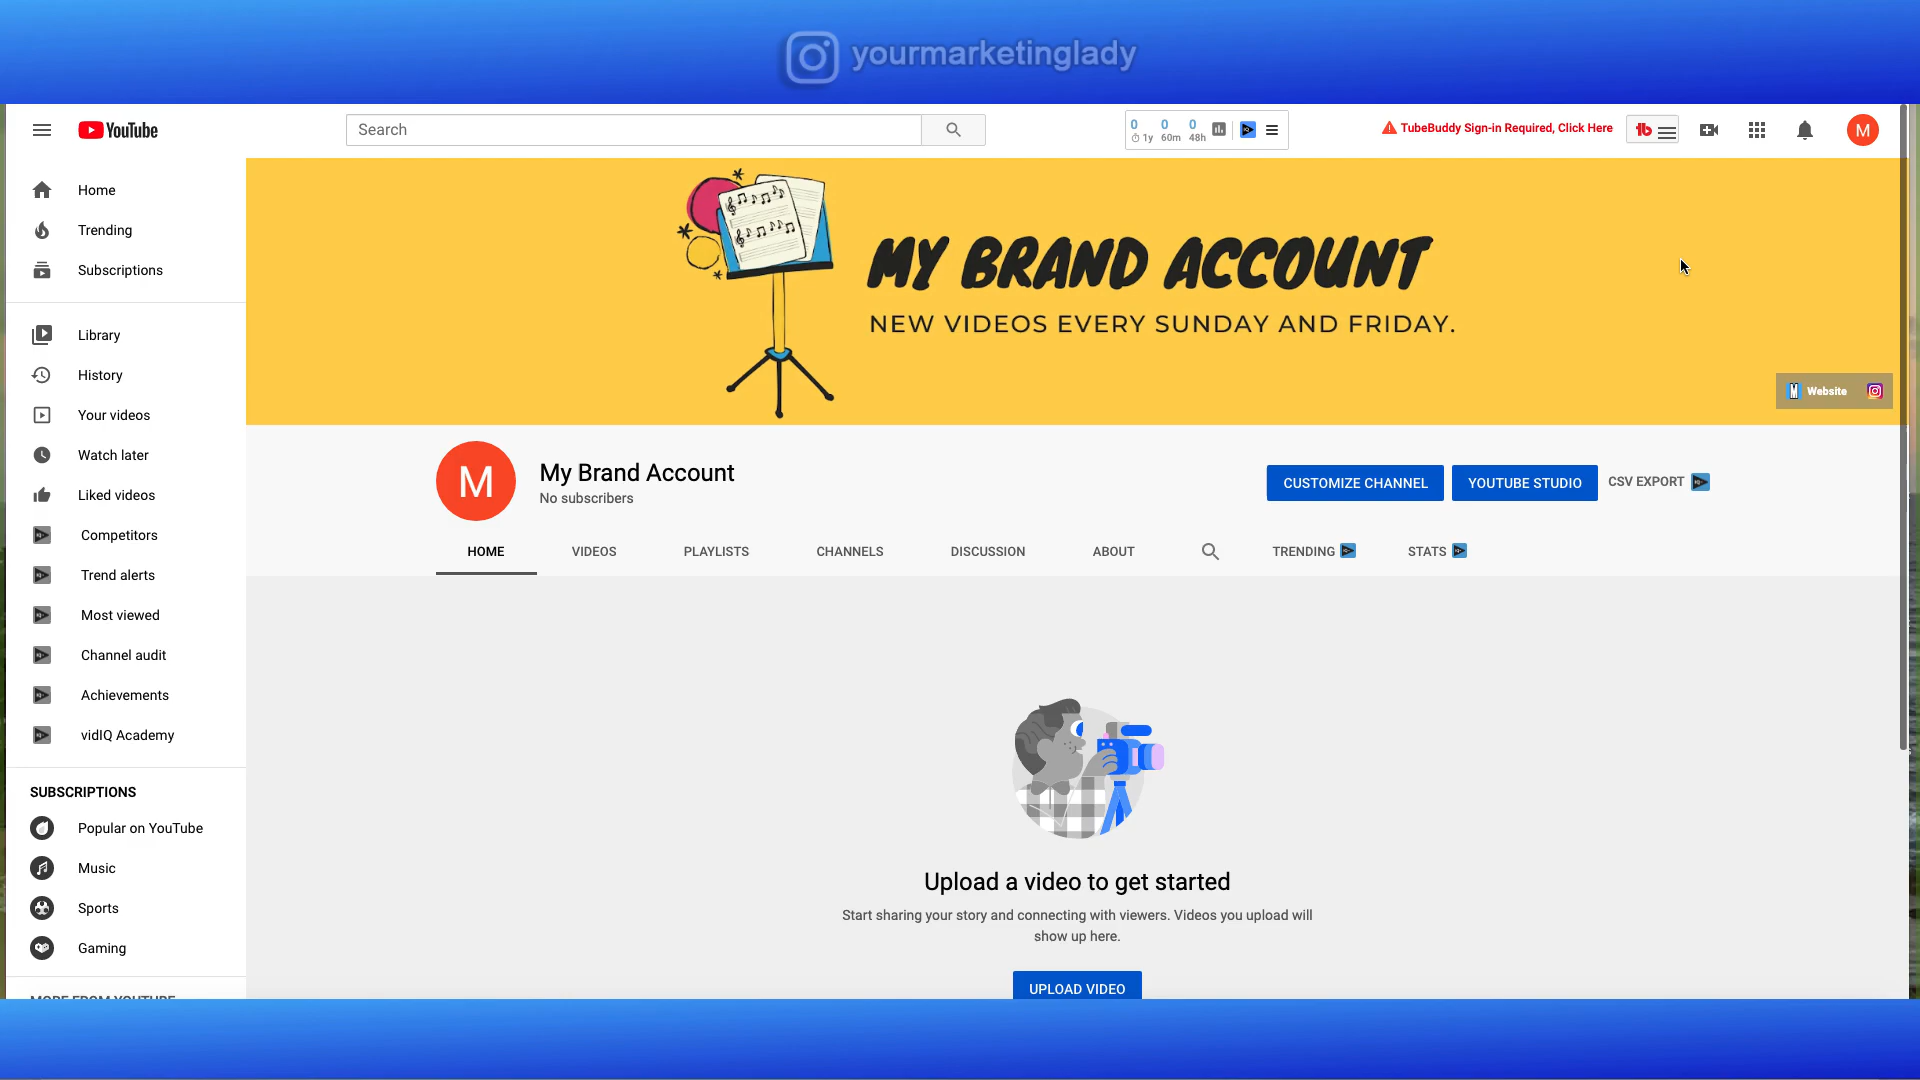 yourmarketinglady
YouTube
Search
0 0 0
1y 60m 48h
TubeBuddy Sign-in Required, Click Here
tb
M
Home
Trending
Subscriptions
Library
History
Your videos
Watch later
Liked videos
Competitors
Trend alerts
Most viewed
Channel audit
Achievements
vidIQ Academy
SUBSCRIPTIONS
Popular on YouTube
Music
Sports
Gaming
MORE FROM YOUTUBE
MY BRAND ACCOUNT
NEW VIDEOS EVERY SUNDAY AND FRIDAY.
M Website
M
My Brand Account
No subscribers
CUSTOMIZE CHANNEL
YOUTUBE STUDIO
CSV EXPORT
HOME VIDEOS PLAYLISTS CHANNELS DISCUSSION ABOUT TRENDING STATS
Upload a video to get started
Start sharing your story and connecting with viewers. Videos you upload will
show up here.
UPLOAD VIDEO